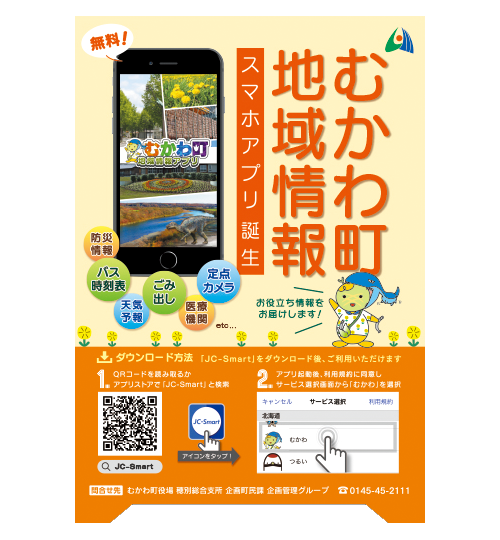 無料！
むかわ町
地域情報
スマホアプリ誕生
むかわ町
地域情報アプリ
防災
情報
バス
時刻表
ごみ
出し
定点
カメラ
天気
予報
医療
機関
etc...
お役立ち情報を
お届けします！
ダウンロード方法 「JC-Smart」をダウンロード後、ご利用いただけます
QRコードを読み取るか
アプリストアで「JC-Smart」と検索
JC-Smart
JC-Smart
アイコンをタップ！
アプリ起動後、利用規約に同意し
サービス選択画面から「むかわ」を選択
キャンセル サービス選択 利用規約
北海道
むかわ
つるい
問合せ先 むかわ町役場 穂別総合支所 企画町民課 企画管理グループ ☎0145-45-2111